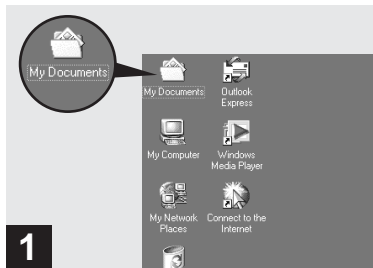 My Documents
My Documents
Outlook
Express
My Computer
Windows
Media Player
My Network
Places
Connect to the
Internet
1